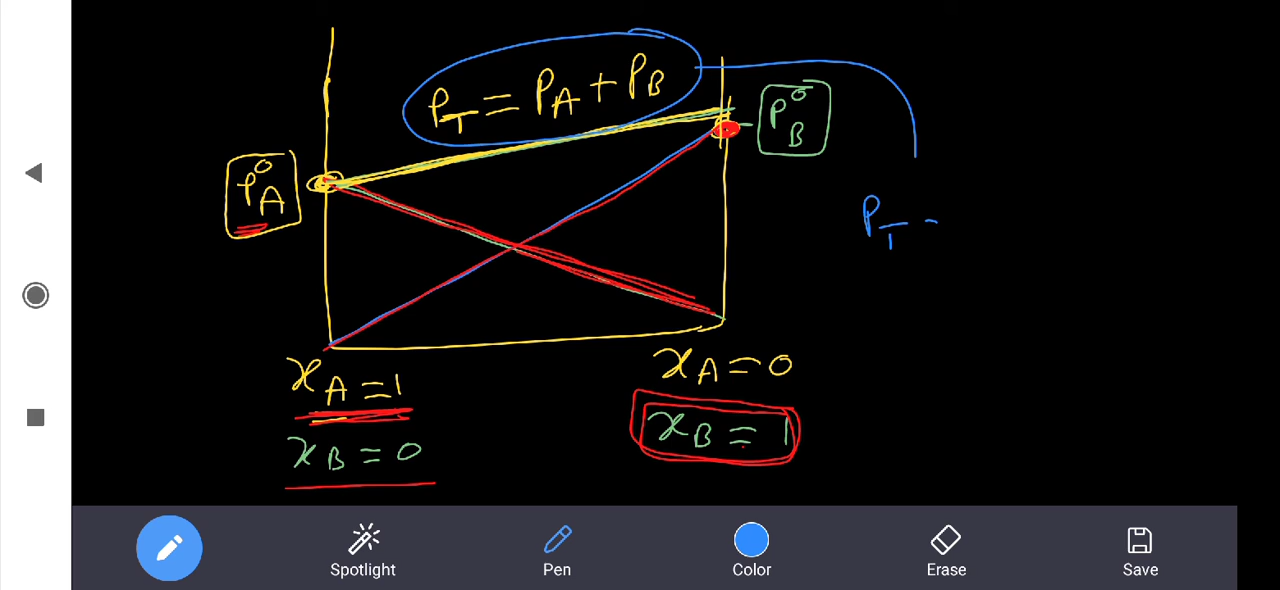 P_T = P_A + P_B
P°_B
P°_A
P_T -
x_A = 1
x_A = 0
x_B = 0
x_B = 1
Spotlight
Pen
Color
Erase
Save